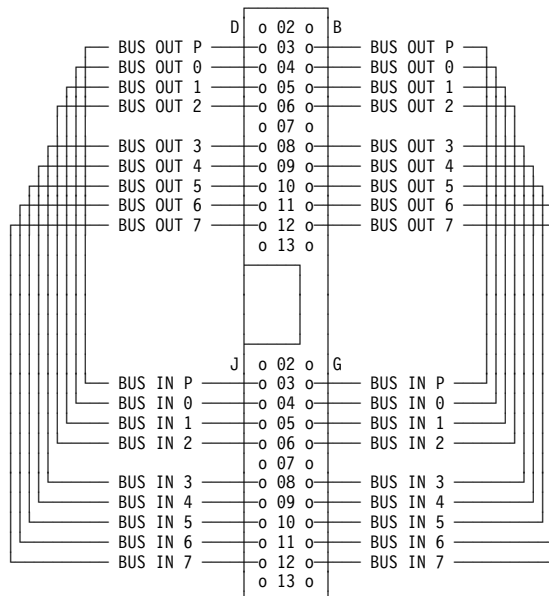 D o 02 o B
BUS OUT P o 03 o BUS OUT P
BUS OUT 0 o 04 o BUS OUT 0
BUS OUT 1 o 05 o BUS OUT 1
BUS OUT 2 o 06 o BUS OUT 2
o 07 o
BUS OUT 3 o 08 o BUS OUT 3
BUS OUT 4 o 09 o BUS OUT 4
BUS OUT 5 o 10 o BUS OUT 5
BUS OUT 6 o 11 o BUS OUT 6
BUS OUT 7 o 12 o BUS OUT 7
o 13 o
J o 02 o G
BUS IN P o 03 o BUS IN P
BUS IN 0 o 04 o BUS IN 0
BUS IN 1 o 05 o BUS IN 1
BUS IN 2 o 06 o BUS IN 2
o 07 o
BUS IN 3 o 08 o BUS IN 3
BUS IN 4 o 09 o BUS IN 4
BUS IN 5 o 10 o BUS IN 5
BUS IN 6 o 11 o BUS IN 6
BUS IN 7 o 12 o BUS IN 7
o 13 o